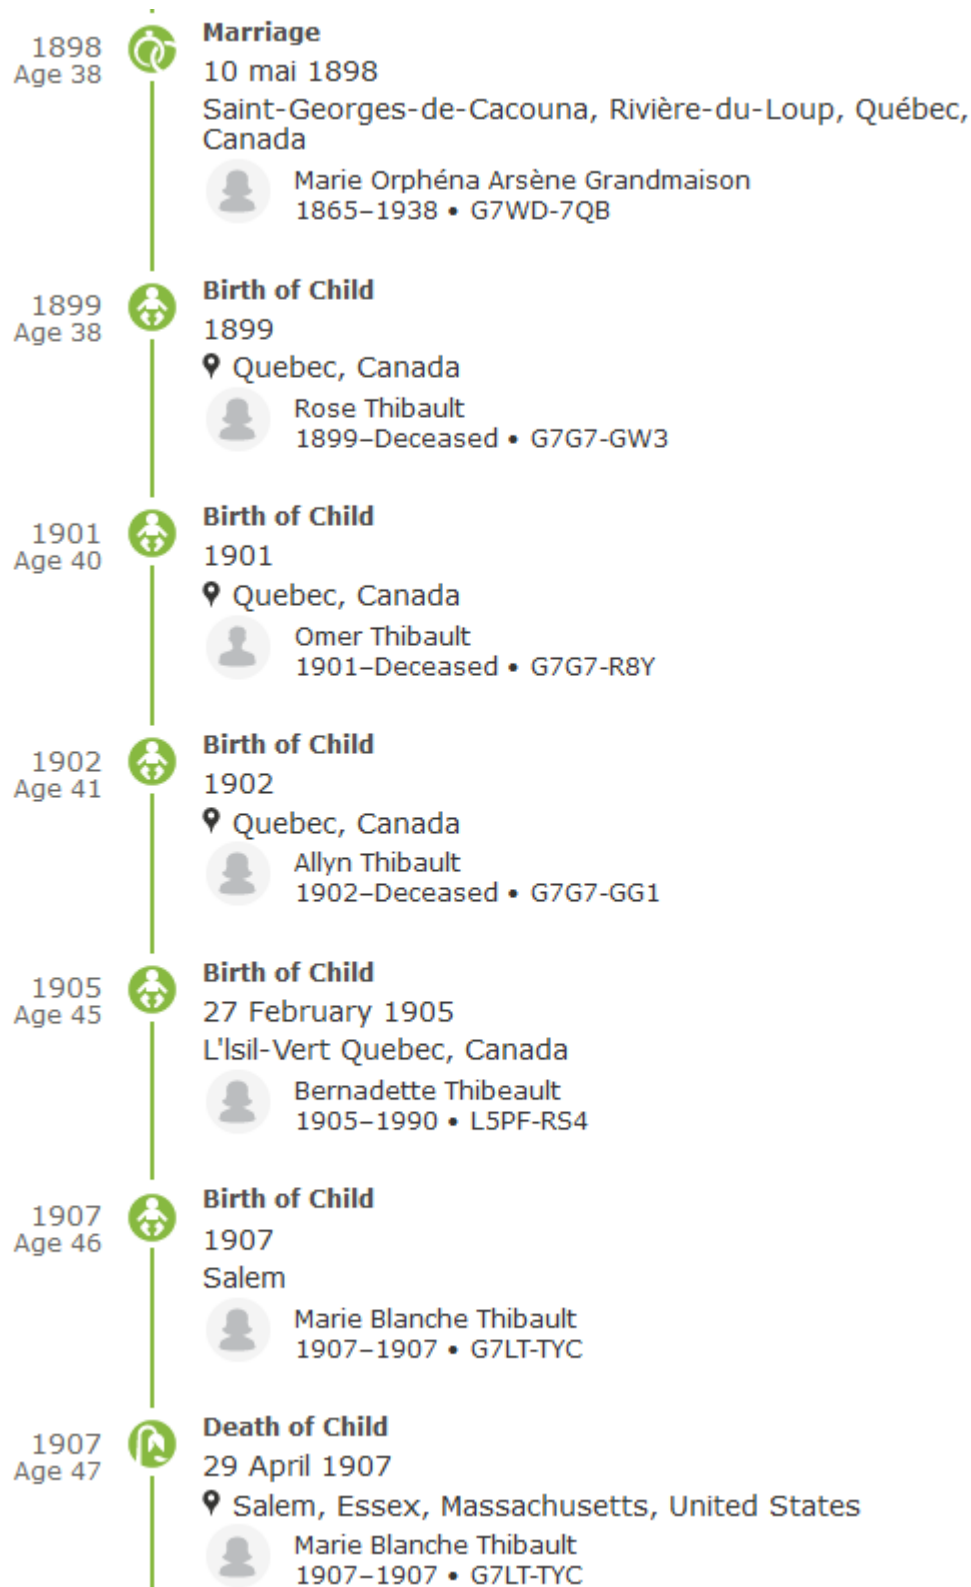 1898
Age 38
Marriage
10 mai 1898
Saint-Georges-de-Cacouna, Rivière-du-Loup, Québec,
Canada
Marie Orphéna Arsène Grandmaison
1865–1938 • G7WD-7QB
1899
Age 38
Birth of Child
1899
Quebec, Canada
Rose Thibault
1899–Deceased • G7G7-GW3
1901
Age 40
Birth of Child
1901
Quebec, Canada
Omer Thibault
1901–Deceased • G7G7-R8Y
1902
Age 41
Birth of Child
1902
Quebec, Canada
Allyn Thibault
1902–Deceased • G7G7-GG1
1905
Age 45
Birth of Child
27 February 1905
L'lsil-Vert Quebec, Canada
Bernadette Thibeault
1905–1990 • L5PF-RS4
1907
Age 46
Birth of Child
1907
Salem
Marie Blanche Thibault
1907–1907 • G7LT-TYC
1907
Age 47
Death of Child
29 April 1907
Salem, Essex, Massachusetts, United States
Marie Blanche Thibault
1907–1907 • G7LT-TYC